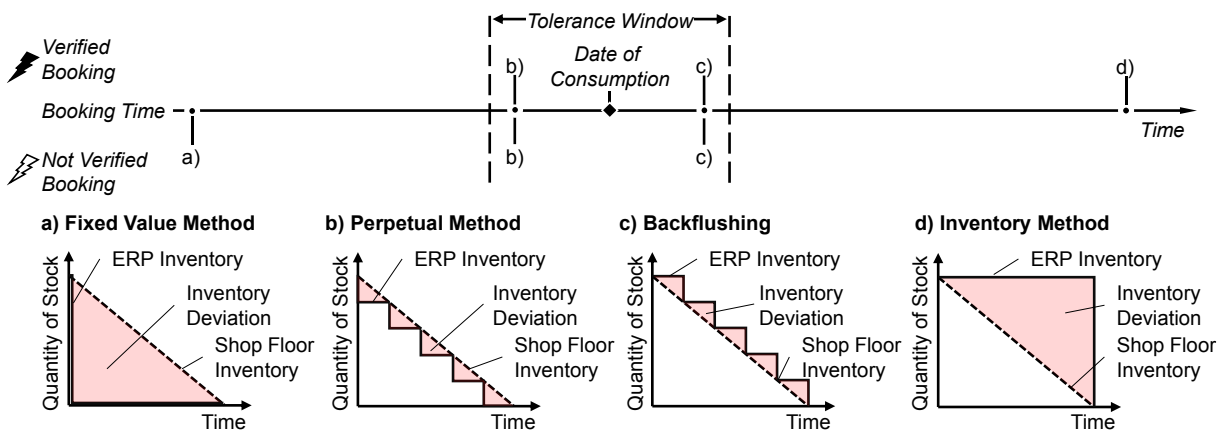 Tolerance Window
Verified
Booking
Date of
Consumption
b)
c)
d)
Booking Time
Time
a)
b)
c)
Not Verified
Booking
a) Fixed Value Method
b) Perpetual Method
c) Backflushing
d) Inventory Method
Quantity of Stock
ERP Inventory
Inventory
Deviation
Shop Floor
Inventory
Time
Quantity of Stock
ERP Inventory
Inventory
Deviation
Shop Floor
Inventory
Time
Quantity of Stock
ERP Inventory
Inventory
Deviation
Shop Floor
Inventory
Time
Quantity of Stock
ERP Inventory
Inventory
Deviation
Shop Floor
Inventory
Time